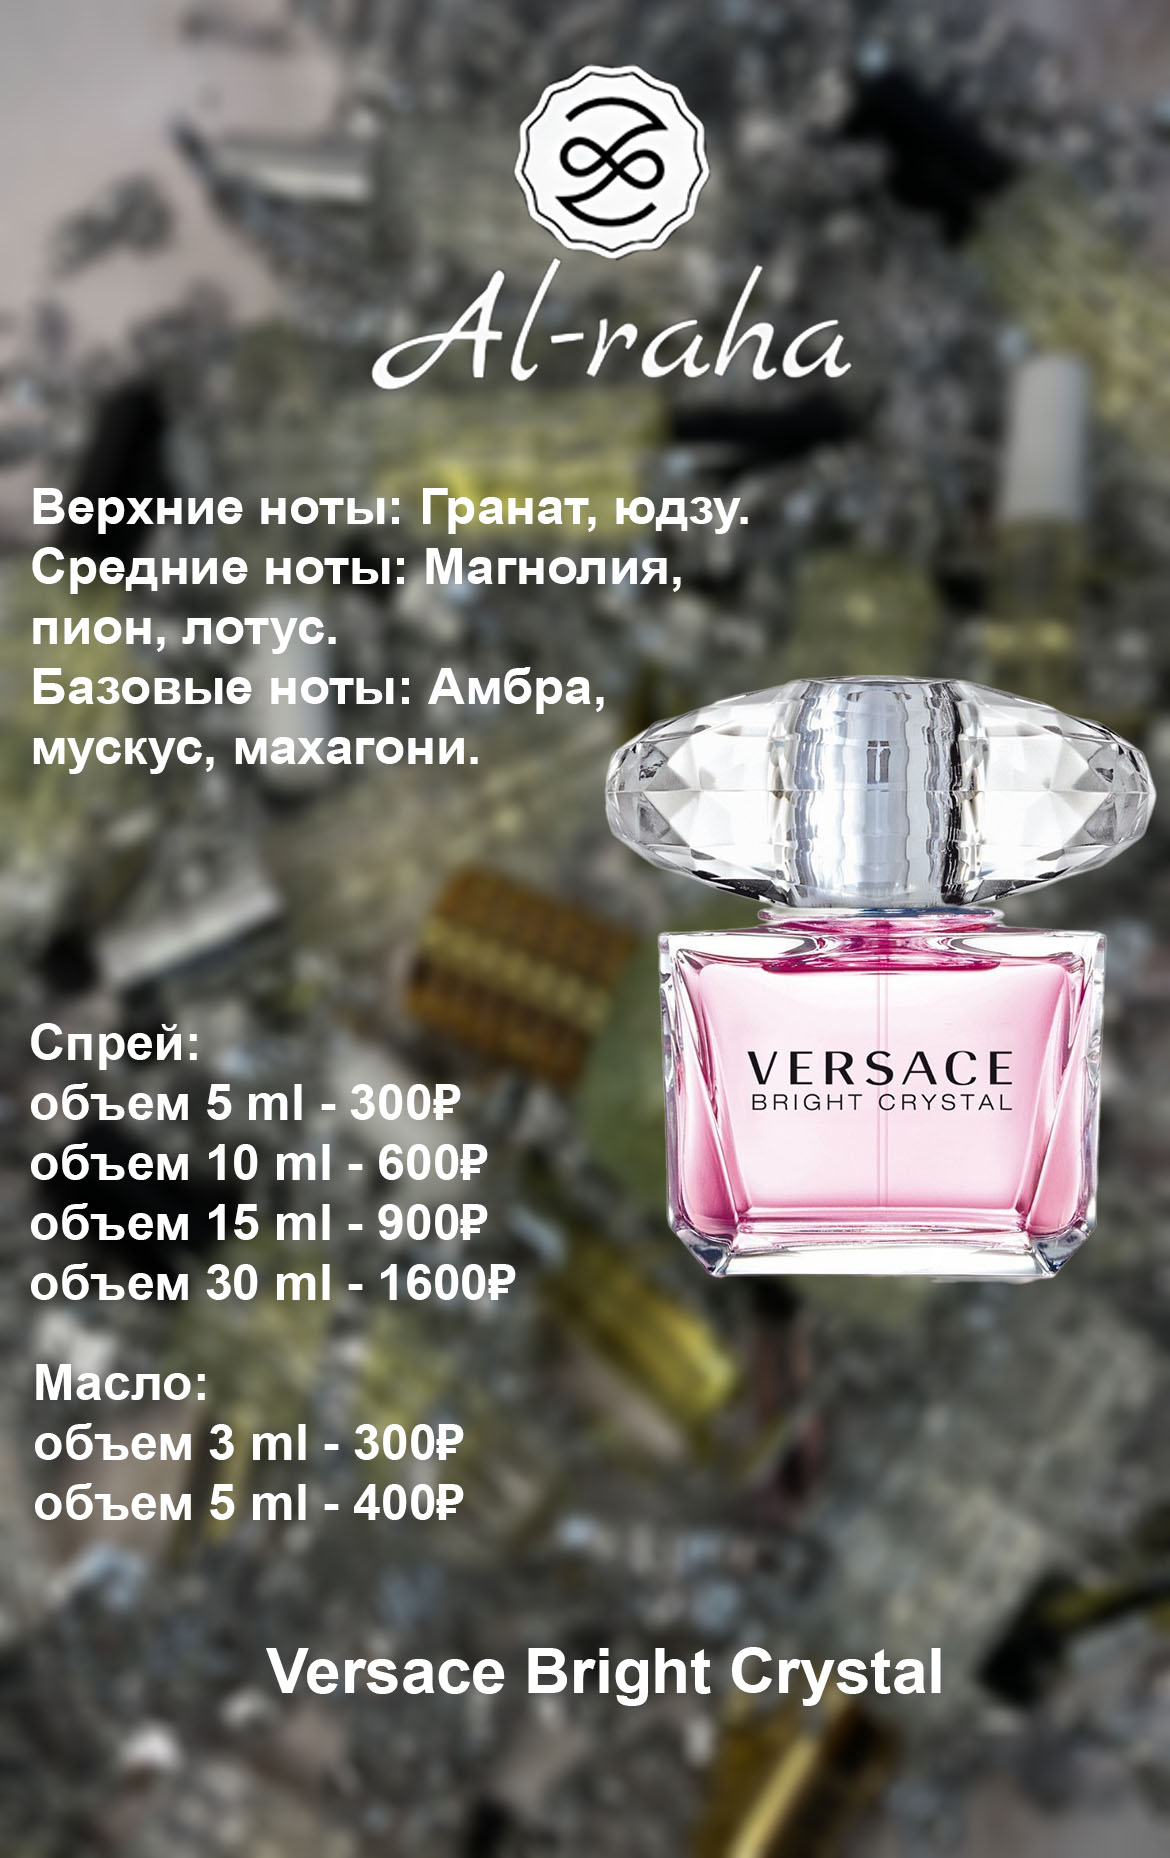 Al-raha
Верхние ноты: Гранат, юдзу.
Средние ноты: Магнолия,
пион, лотус.
Базовые ноты: Амбра,
мускус, махагони.
VERSACE
BRIGHT CRYSTAL
Спрей:
объем 5 ml - 300₽
объем 10 ml - 600₽
объем 15 ml - 900₽
объем 30 ml - 1600₽
Масло:
объем 3 ml - 300₽
объем 5 ml - 400₽
Versace Bright Crystal